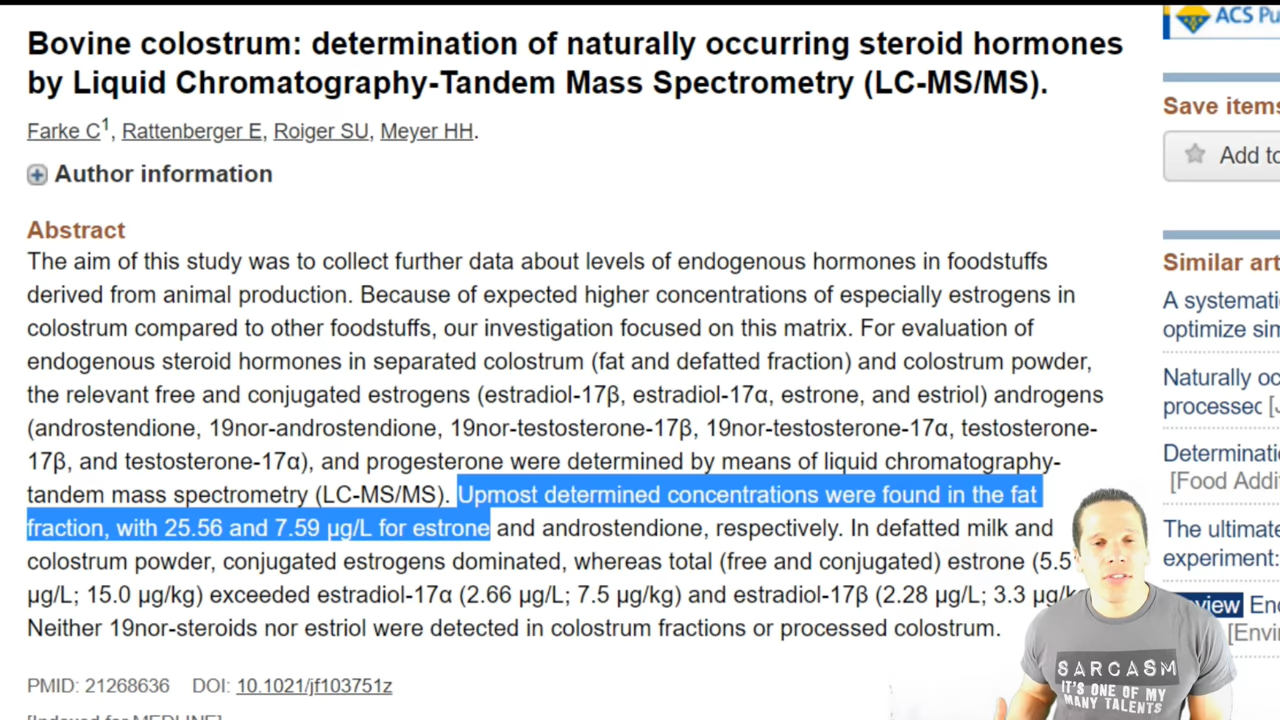 Bovine colostrum: determination of naturally occurring steroid hormones
by Liquid Chromatography-Tandem Mass Spectrometry (LC-MS/MS).
Farke C1, Rattenberger E, Roiger SU, Meyer HH.
Author information
Abstract
The aim of this study was to collect further data about levels of endogenous hormones in foodstuffs
derived from animal production. Because of expected higher concentrations of especially estrogens in
colostrum compared to other foodstuffs, our investigation focused on this matrix. For evaluation of
endogenous steroid hormones in separated colostrum (fat and defatted fraction) and colostrum powder,
the relevant free and conjugated estrogens (estradiol-17β, estradiol-17α, estrone, and estriol) androgens
(androstendione, 19nor-androstendione, 19nor-testosterone-17β, 19nor-testosterone-17α, testosterone-
17β, and testosterone-17α), and progesterone were determined by means of liquid chromatography-
tandem mass spectrometry (LC-MS/MS). Upmost determined concentrations were found in the fat
fraction, with 25.56 and 7.59 μg/L for estrone and androstendione, respectively. In defatted milk and
colostrum powder, conjugated estrogens dominated, whereas total (free and conjugated) estrone (5.5
μg/L; 15.0 μg/kg) exceeded estradiol-17α (2.66 μg/L; 7.5 μg/kg) and estradiol-17β (2.28 μg/L; 3.3 μg/k
Neither 19nor-steroids nor estriol were detected in colostrum fractions or processed colostrum.
PMID: 21268636 DOI: 10.1021/jf103751z
[Indexed for MEDLINE]
ACS Pu
Save items
Add to
Similar art
A systemati
optimize sim
Naturally oc
processed [J
Determinati
[Food Addi
The ultimate
experiment:
view En
[Envi
SARCASM
IT'S ONE OF MY
MANY TALENTS